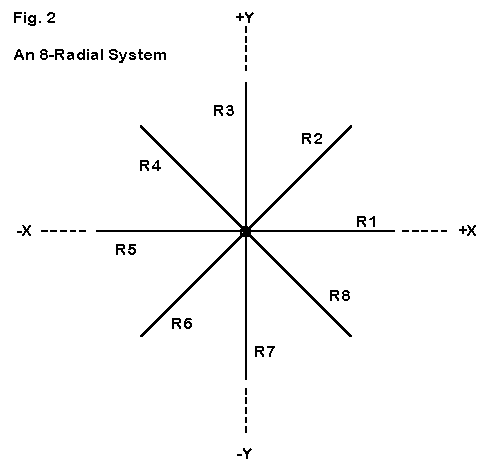 Fig. 2
+Y
An 8-Radial System
R3
R2
R4
R1
-X
+X
R5
R8
R6
R7
-Y